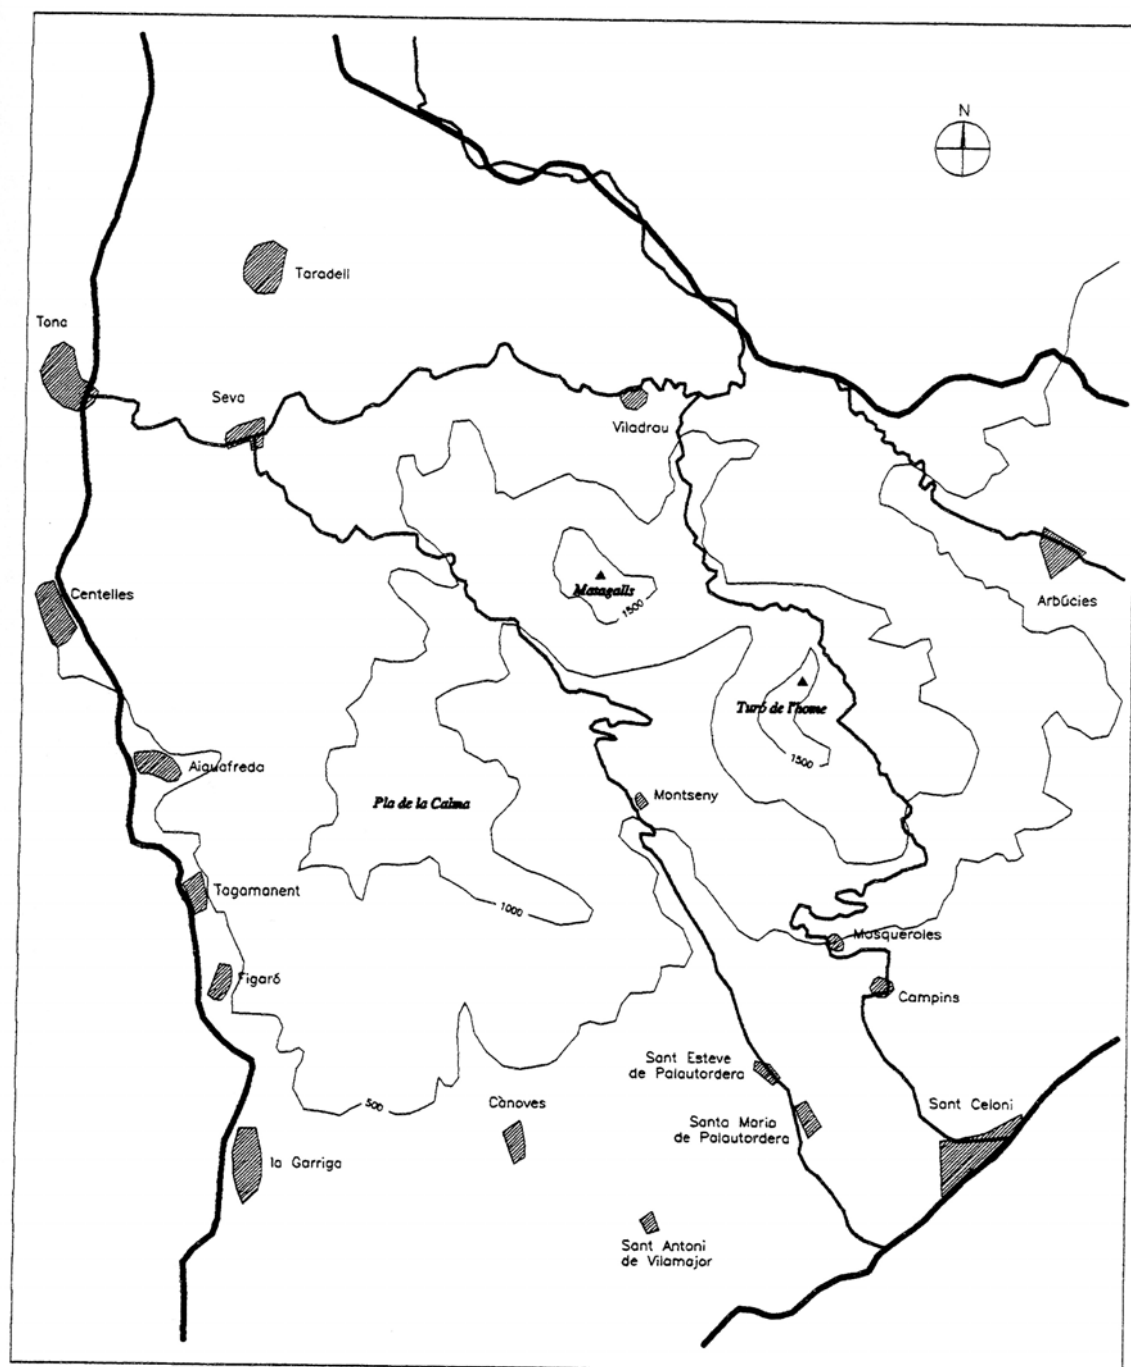 N
Taradell
Tona
Seva
Viladrau
Centelles
Matagalls
1500
Arbúcies
Turó de l'home
Aiguafreda
1500
Pla de la Calma
Montseny
Tagamanent
1000
Mosqueroles
Figaró
Campins
Sant Esteve
de Palautordera
500
Cànoves
Sant Celoni
Santa Maria
de Palautordera
la Garriga
Sant Antoni
de Vilamajor